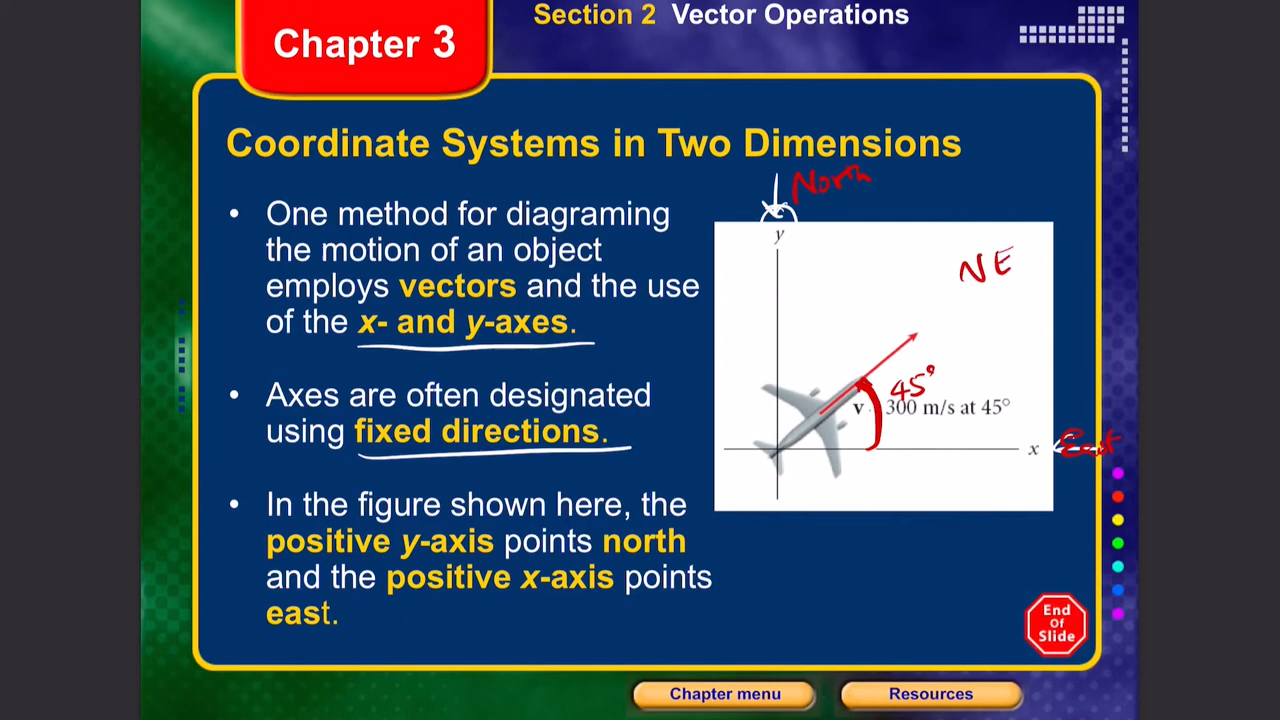 Section 2 Vector Operations
Chapter 3
Coordinate Systems in Two Dimensions
• One method for diagraming
the motion of an object
employs vectors and the use
of the x- and y-axes.
• Axes are often designated
using fixed directions.
• In the figure shown here, the
positive y-axis points north
and the positive x-axis points
east.
North
y
NE
45°
v 300 m/s at 45°
x East
End
Of
Slide
Chapter menu
Resources